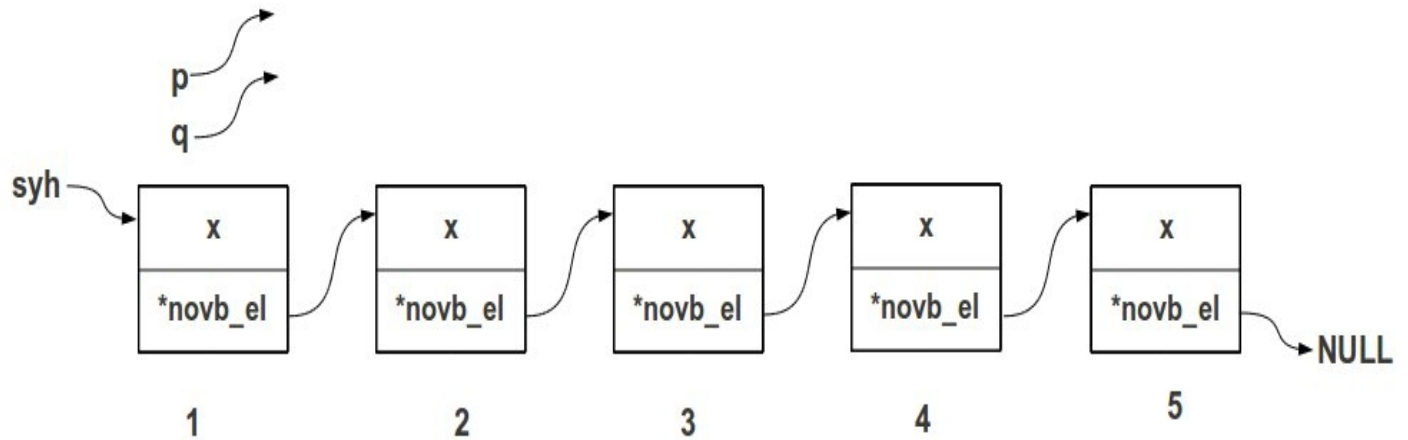 p
q
syh
x x x x x
*novb_el *novb_el *novb_el *novb_el *novb_el
NULL
1 2 3 4 5